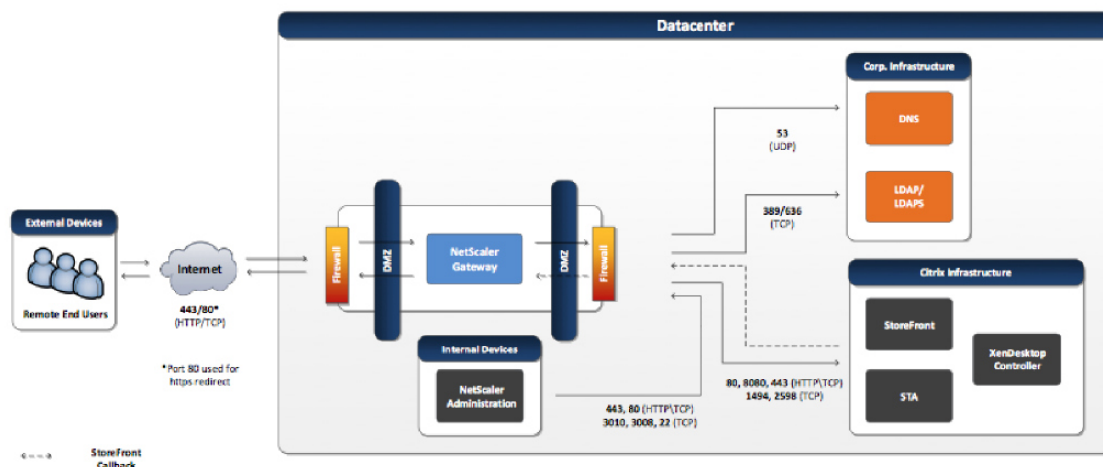 Datacenter
Corp. Infrastructure
DNS
53
(UDP)
LDAP/
LDAPS
389/636
(TCP)
External Devices
Remote End Users
Internet
443/80*
(HTTP/TCP)
*Port 80 used for
https redirect
Firewall
DMZ
NetScaler
Gateway
DMZ
Firewall
Citrix Infrastructure
StoreFront
XenDesktop
Controller
STA
80, 8080, 443 (HTTP\TCP)
1494, 2598 (TCP)
Internal Devices
NetScaler
Administration
443, 80 (HTTP\TCP)
3010, 3008, 22 (TCP)
StoreFront
Callback